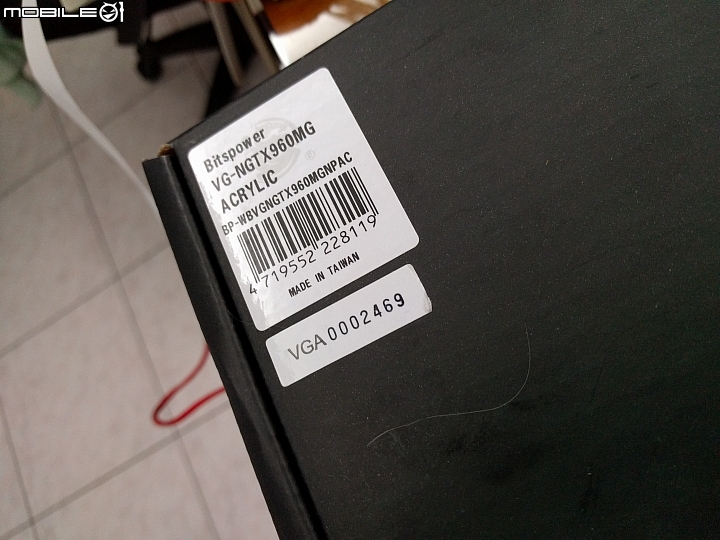 MOBILE01
Bitspower
VG-NGTX960MG
ACRYLIC
BP-WBVGNGTX960MGNPAC
4 719552 228119
MADE IN TAIWAN
VGA 0002469